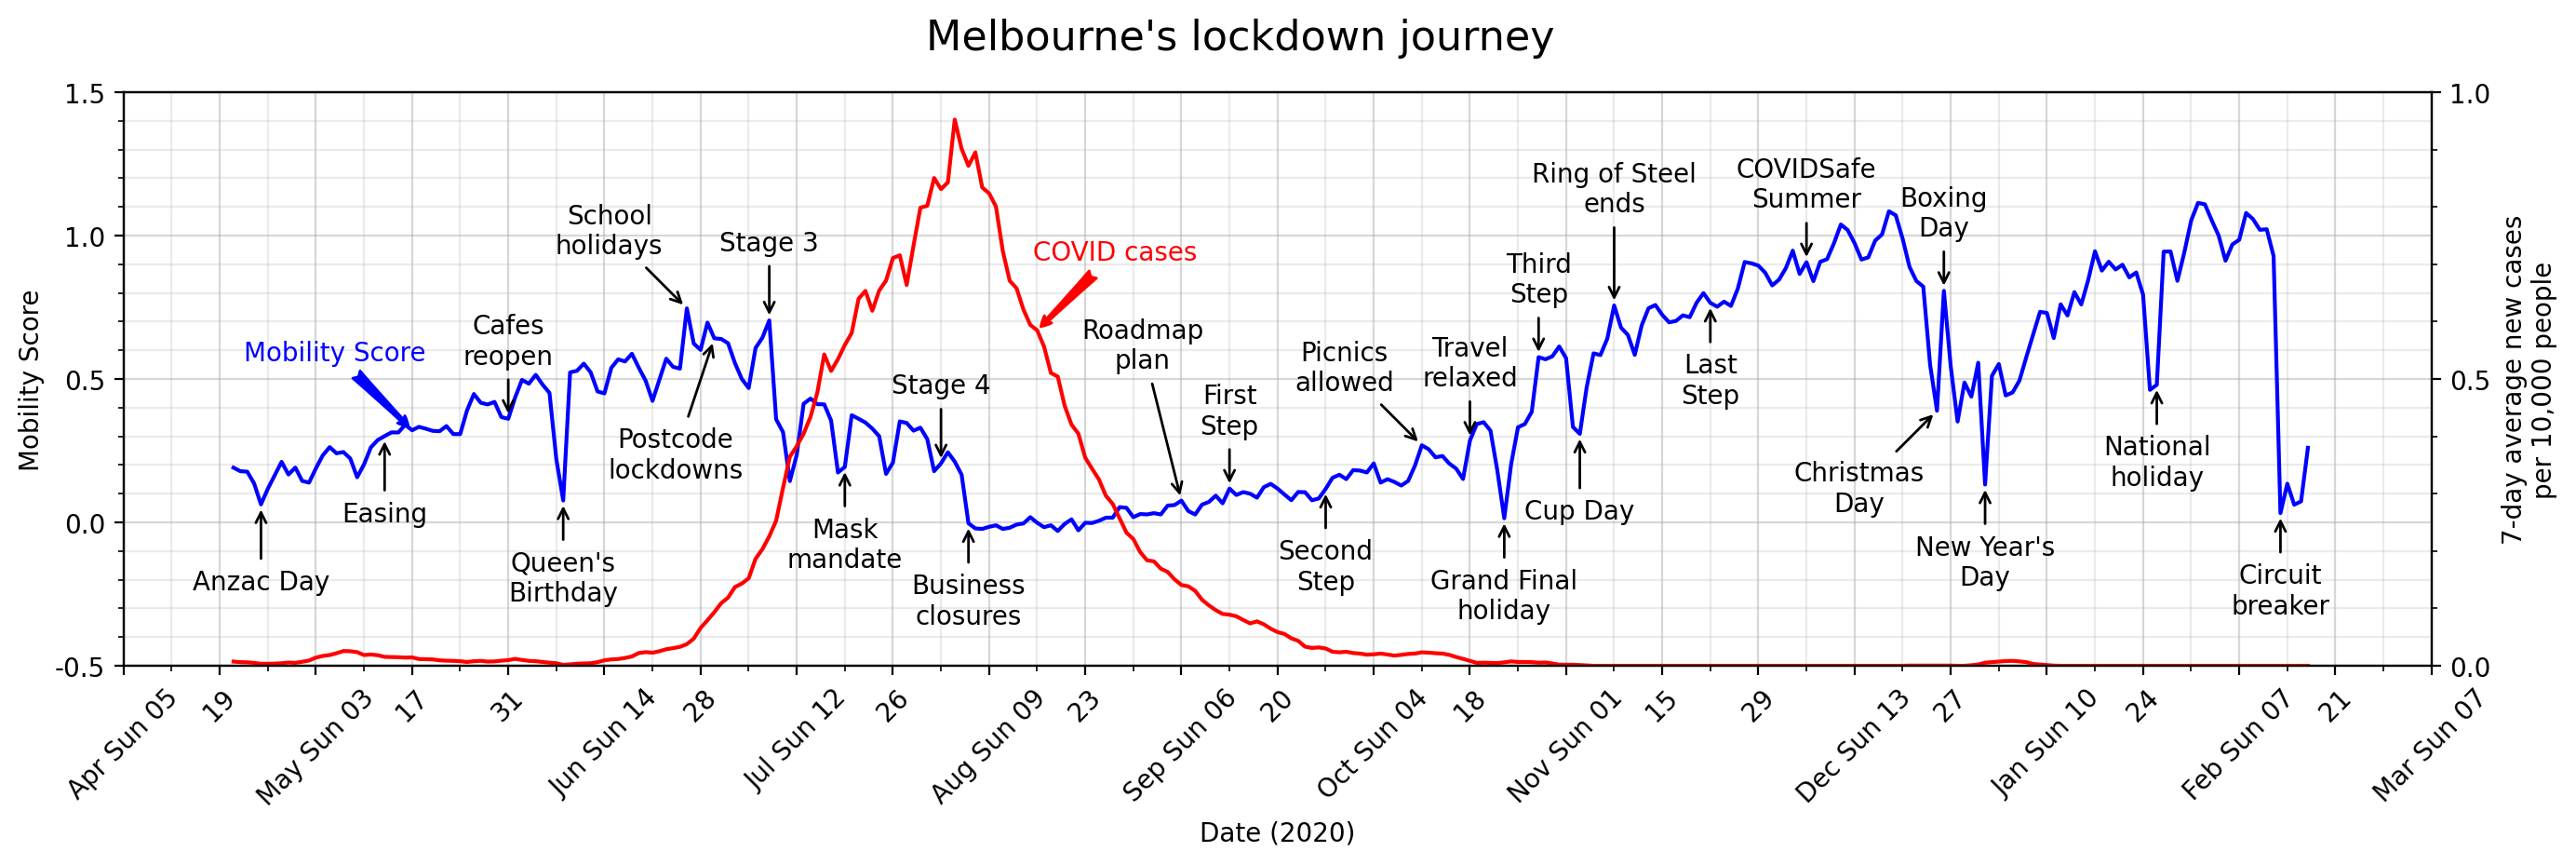 Melbourne's lockdown journey
1.5
1.0
0.5
0.0
-0.5
Mobility Score
1.0
0.5
0.0
7-day average new cases
per 10,000 people
Mobility Score
COVID cases
Anzac Day
Easing
Cafes
reopen
Queen's
Birthday
School
holidays
Postcode
lockdowns
Stage 3
Mask
mandate
Stage 4
Business
closures
Roadmap
plan
First
Step
Second
Step
Picnics
allowed
Travel
relaxed
Grand Final
holiday
Third
Step
Cup Day
Ring of Steel
ends
Last
Step
COVIDSafe
Summer
Christmas
Day
Boxing
Day
New Year's
Day
National
holiday
Circuit
breaker
Apr Sun 05
19
May Sun 03
17
31
Jun Sun 14
28
Jul Sun 12
26
Aug Sun 09
23
Sep Sun 06
20
Oct Sun 04
18
Nov Sun 01
15
29
Dec Sun 13
27
Jan Sun 10
24
Feb Sun 07
21
Mar Sun 07
Date (2020)